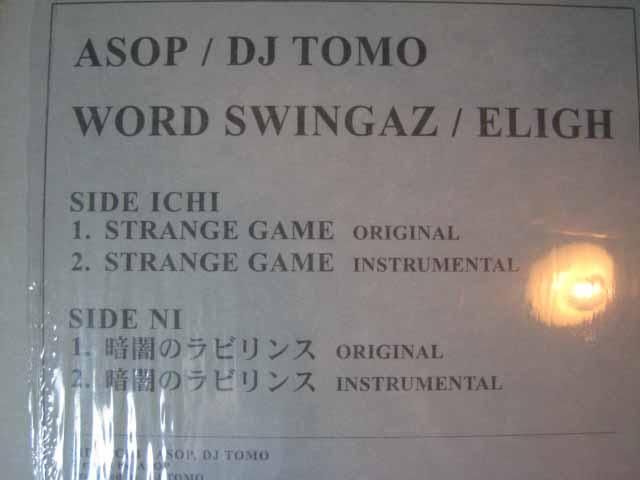 ASOP / DJ TOMO
WORD SWINGAZ / ELIGH
SIDE ICHI
1. STRANGE GAME ORIGINAL
2. STRANGE GAME INSTRUMENTAL
SIDE NI
1. 暗闇のラビリンス ORIGINAL
2. 暗闇のラビリンス INSTRUMENTAL
ASOP, DJ TOMO
TOMO